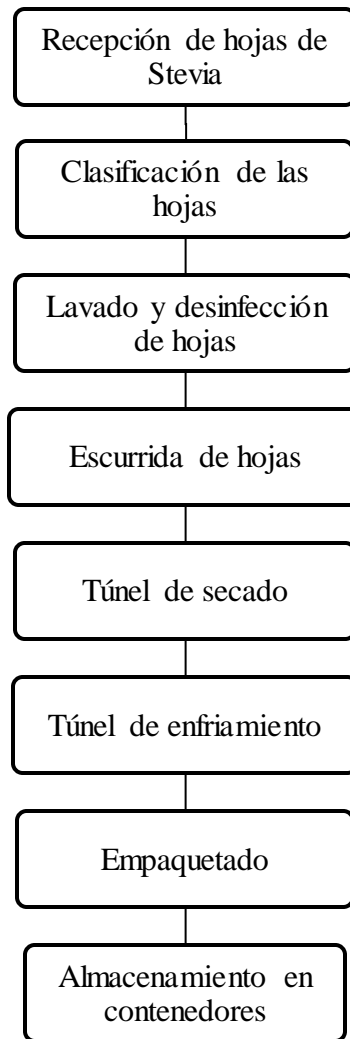 Recepción de hojas de
Stevia
Clasificación de las
hojas
Lavado y desinfección
de hojas
Escurrida de hojas
Túnel de secado
Túnel de enfriamiento
Empaquetado
Almacenamiento en
contenedores